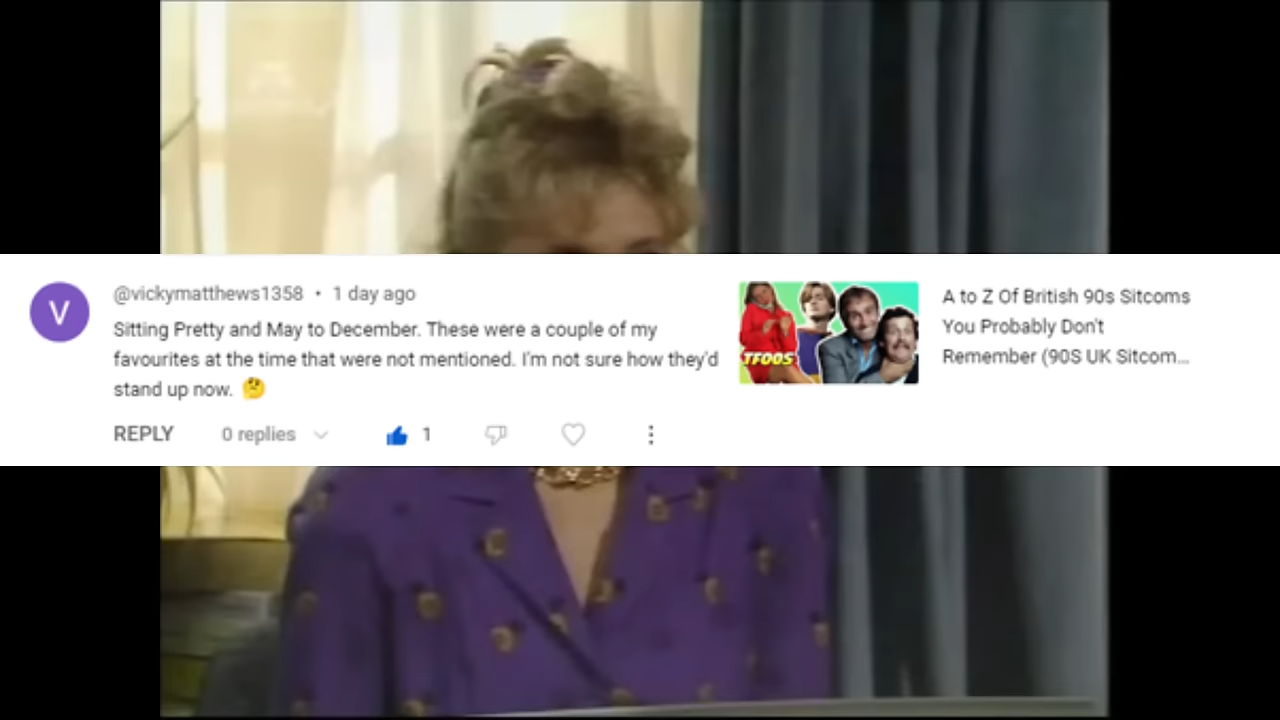 V
@vickymatthews1358 • 1 day ago
Sitting Pretty and May to December. These were a couple of my
favourites at the time that were not mentioned. I'm not sure how they'd
stand up now. 🤔
REPLY 0 replies 1
TFOOS
A to Z Of British 90s Sitcoms
You Probably Don't
Remember (90S UK Sitcom...